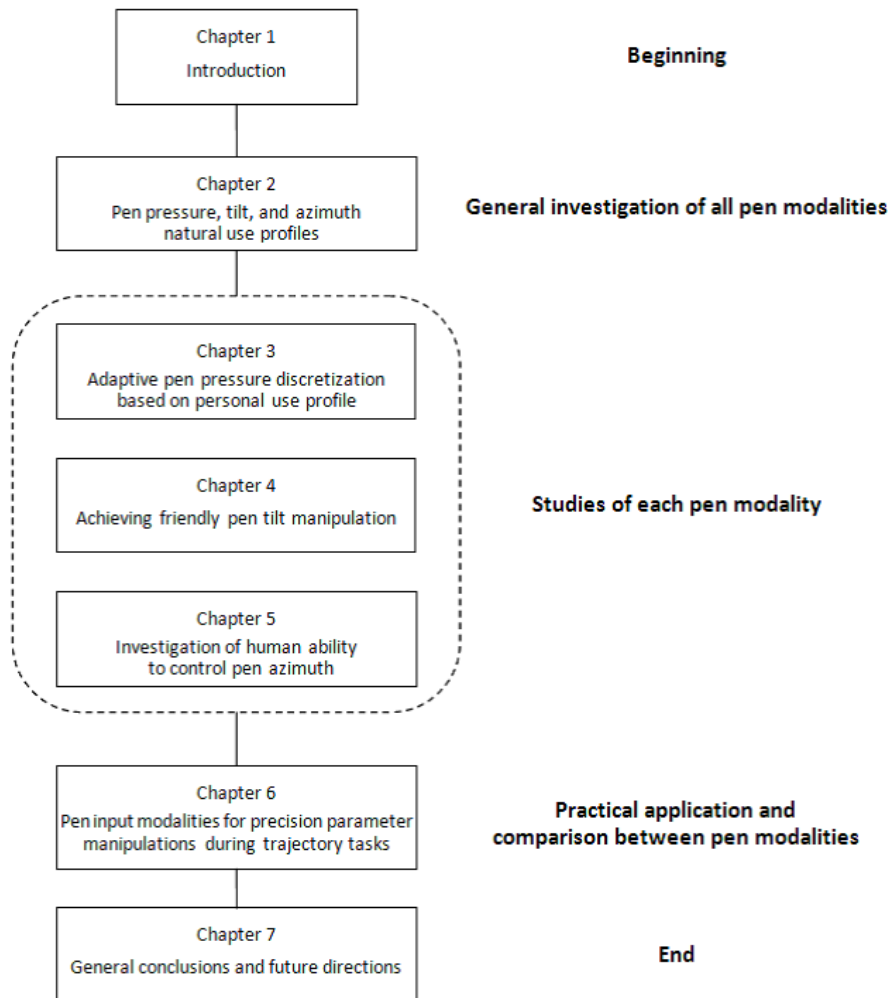 Chapter 1
Introduction
Beginning
Chapter 2
Pen pressure, tilt, and azimuth
natural use profiles
General investigation of all pen modalities
Chapter 3
Adaptive pen pressure discretization
based on personal use profile
Chapter 4
Achieving friendly pen tilt manipulation
Studies of each pen modality
Chapter 5
Investigation of human ability
to control pen azimuth
Chapter 6
Pen input modalities for precision parameter
manipulations during trajectory tasks
Practical application and
comparison between pen modalities
Chapter 7
General conclusions and future directions
End